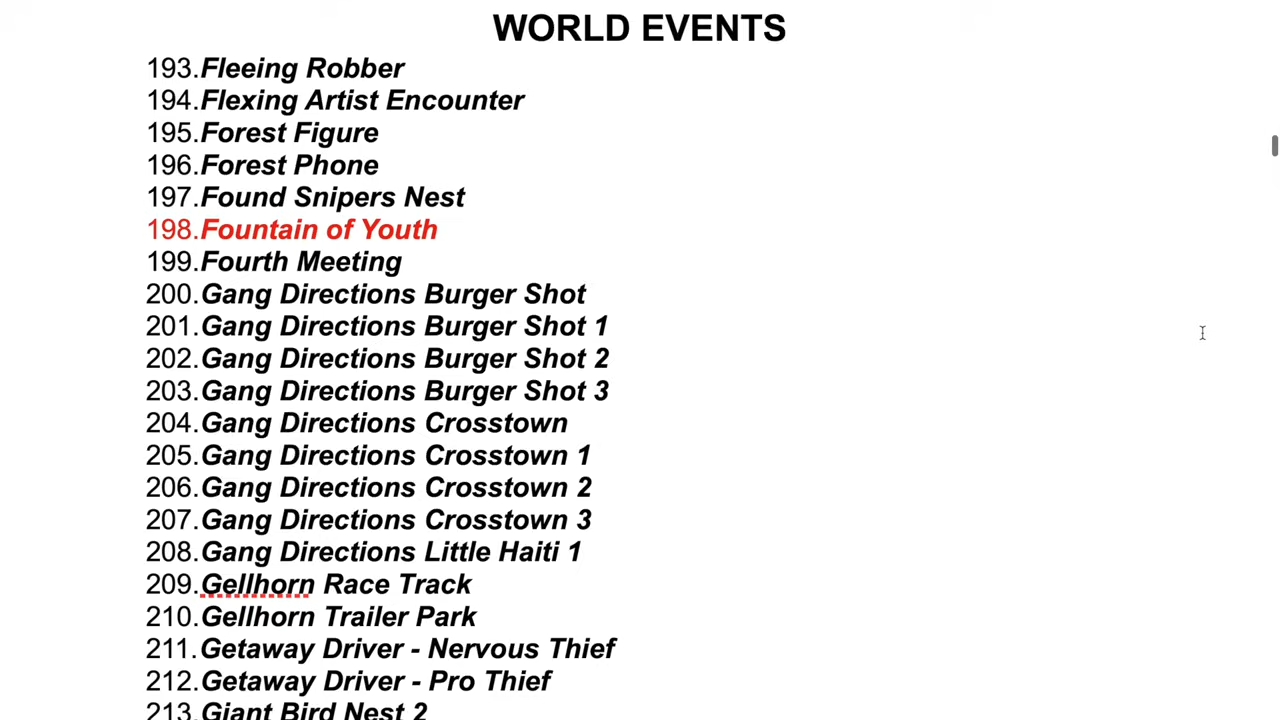 WORLD EVENTS
193.Fleeing Robber
194.Flexing Artist Encounter
195.Forest Figure
196.Forest Phone
197.Found Snipers Nest
198.Fountain of Youth
199.Fourth Meeting
200.Gang Directions Burger Shot
201.Gang Directions Burger Shot 1
202.Gang Directions Burger Shot 2
203.Gang Directions Burger Shot 3
204.Gang Directions Crosstown
205.Gang Directions Crosstown 1
206.Gang Directions Crosstown 2
207.Gang Directions Crosstown 3
208.Gang Directions Little Haiti 1
209.Gellhorn Race Track
210.Gellhorn Trailer Park
211.Getaway Driver - Nervous Thief
212.Getaway Driver - Pro Thief
213.Giant Bird Nest 2